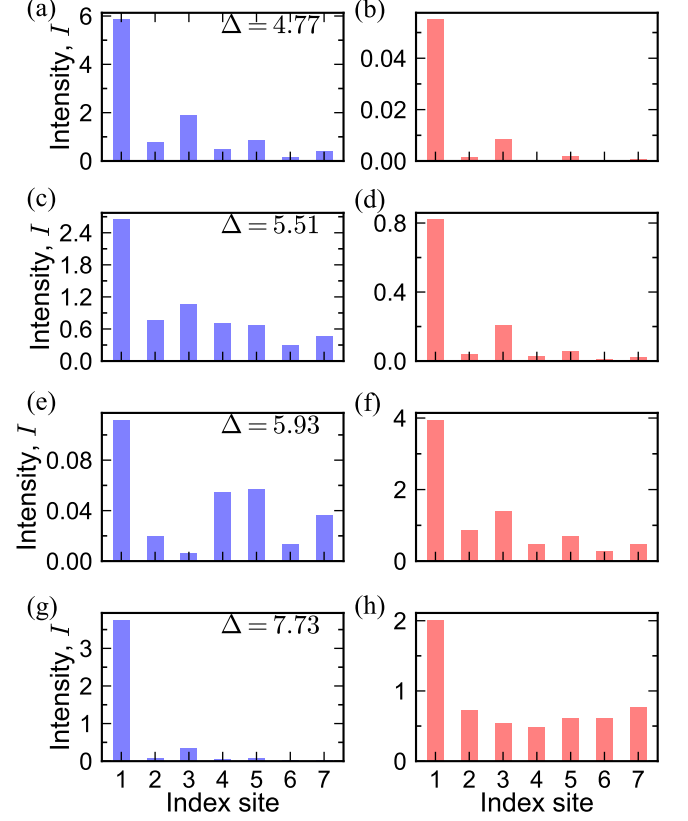 (a)
(b)
Δ = 4.77
Intensity, I
6
4
2
0
0.04
0.02
0.00
(c)
(d)
Δ = 5.51
Intensity, I
2.4
1.8
1.2
0.6
0.0
0.8
0.4
0.0
(e)
(f)
Δ = 5.93
Intensity, I
0.08
0.04
0.00
4
2
0
(g)
(h)
Δ = 7.73
Intensity, I
3
2
1
0
2
1
0
1 2 3 4 5 6 7
1 2 3 4 5 6 7
Index site
Index site